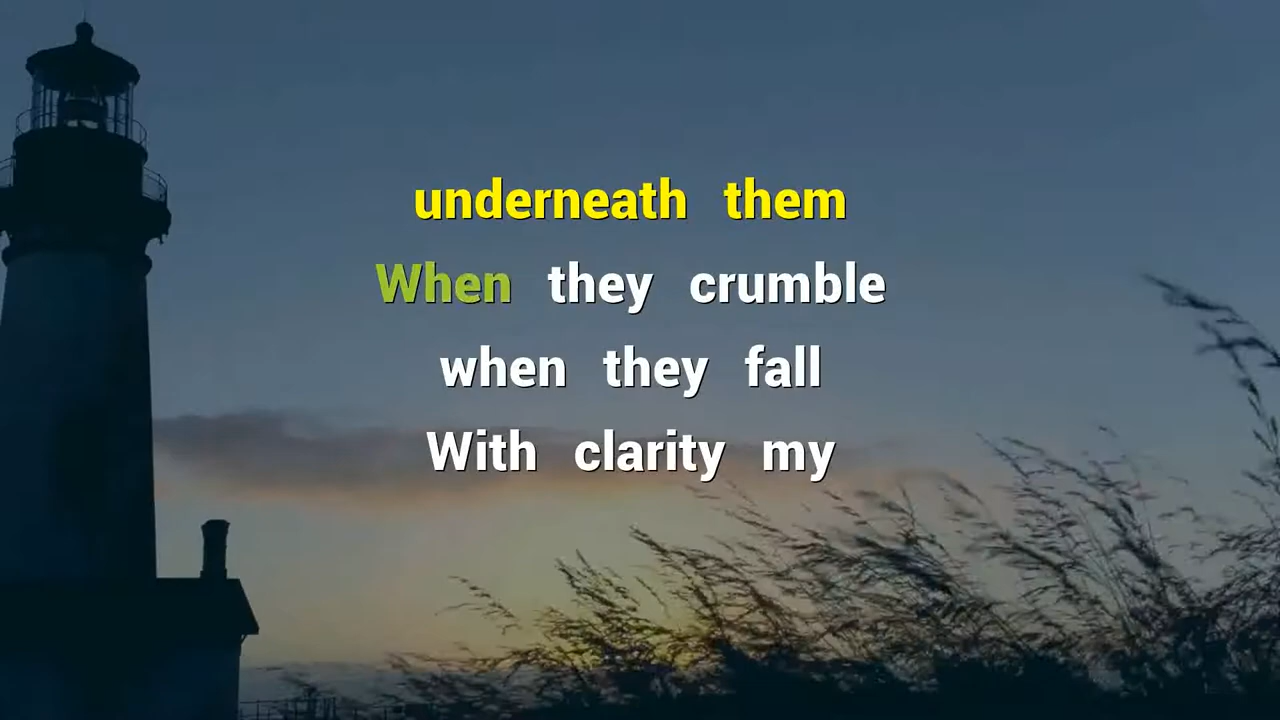 underneath them
When they crumble
when they fall
With clarity my